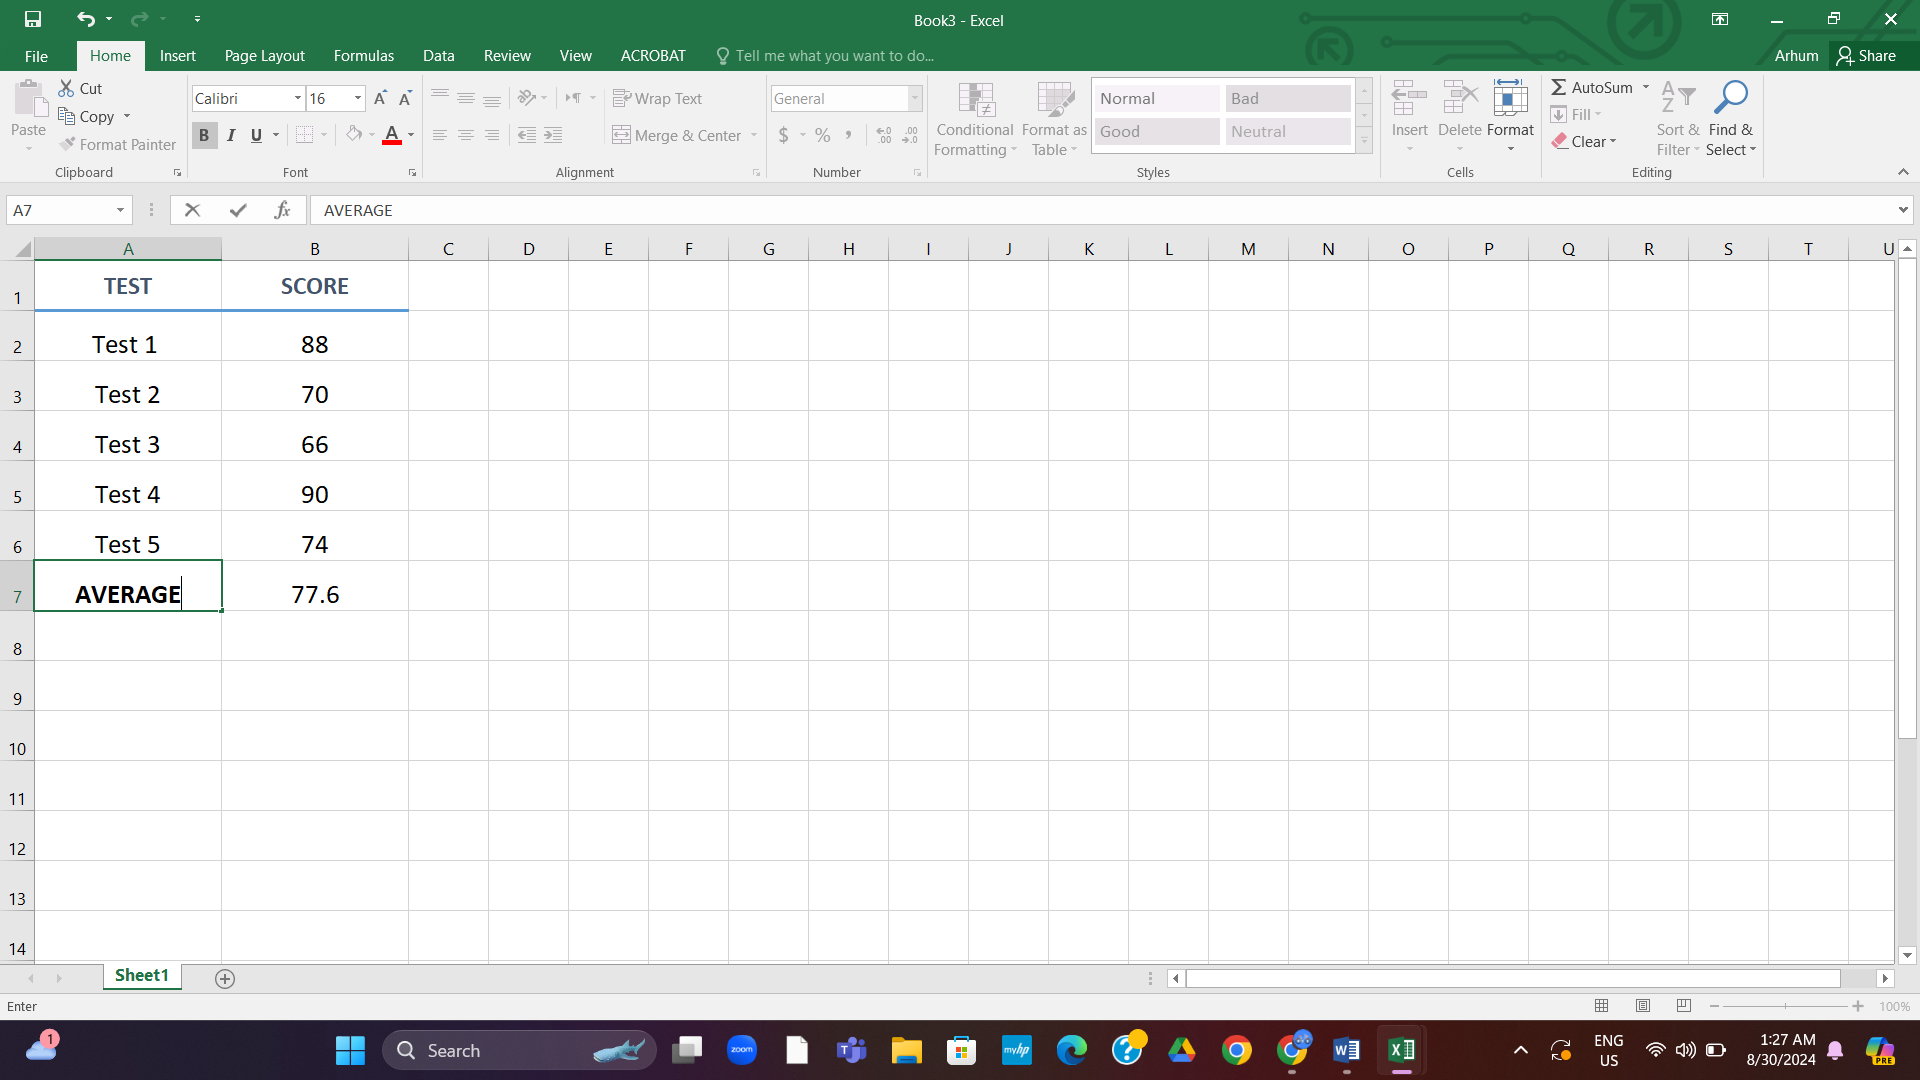 Book3 - Excel
File Home Insert Page Layout Formulas Data Review View ACROBAT Tell me what you want to do... Arhum Share
Paste Cut Copy Format Painter Clipboard
Calibri 16 B I U A Font
Wrap Text Merge & Center Alignment
General $ % Number
Conditional Formatting Format as Table Normal Bad Good Neutral Styles
Insert Delete Format Cells
AutoSum Fill Clear Sort & Filter Find & Select Editing
A7 fx AVERAGE
A B C D E F G H I J K L M N O P Q R S T U
1 TEST SCORE
2 Test 1 88
3 Test 2 70
4 Test 3 66
5 Test 4 90
6 Test 5 74
7 AVERAGE 77.6
8
9
10
11
12
13
14
Sheet1
Enter 100%
1 Search zoom myhp ENG US 1:27 AM 8/30/2024 PRE